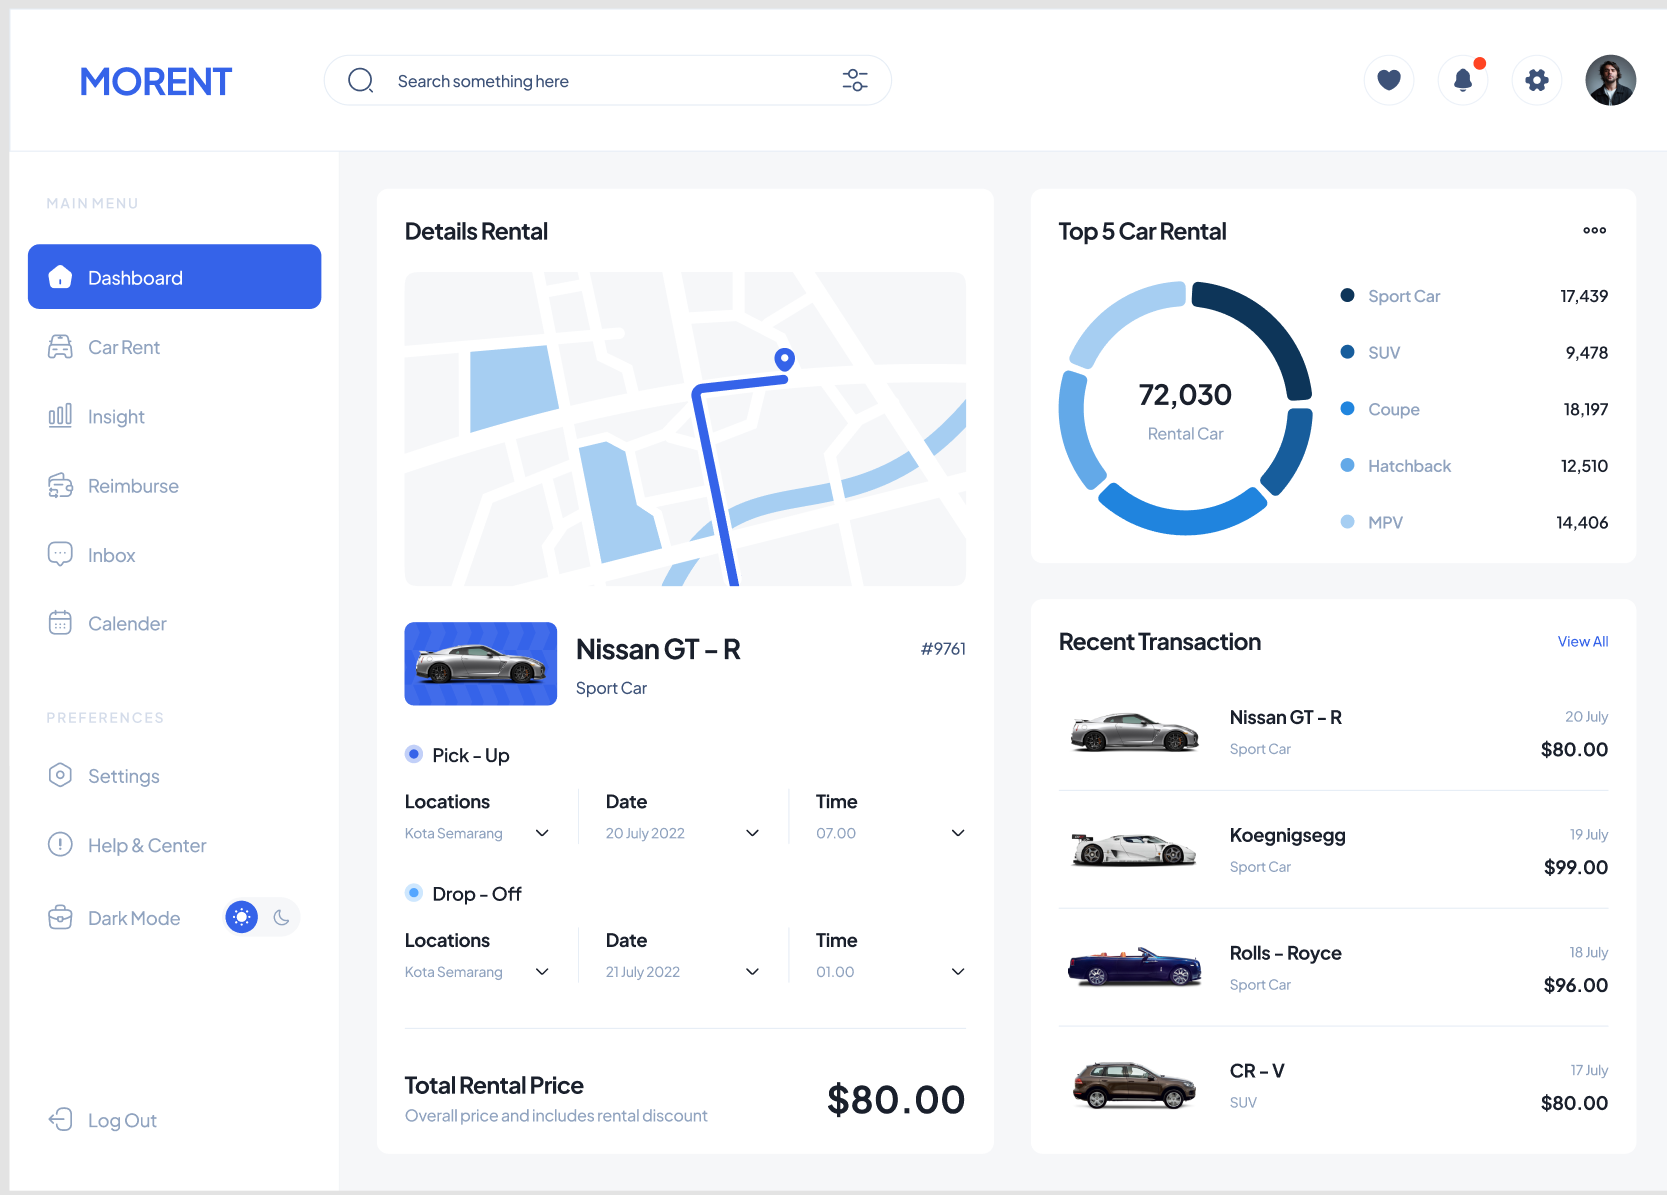 MORENT
Search something here
MAIN MENU
Dashboard
Car Rent
Insight
Reimburse
Inbox
Calender
PREFERENCES
Settings
Help & Center
Dark Mode
Log Out
Details Rental
Nissan GT - R
#9761
Sport Car
Pick - Up
Locations
Kota Semarang
Date
20 July 2022
Time
07.00
Drop - Off
Locations
Kota Semarang
Date
21 July 2022
Time
01.00
Total Rental Price
Overall price and includes rental discount
$80.00
Top 5 Car Rental
72,030
Rental Car
Sport Car 17,439
SUV 9,478
Coupe 18,197
Hatchback 12,510
MPV 14,406
Recent Transaction
View All
Nissan GT - R
20 July
Sport Car
$80.00
Koegnigsegg
19 July
Sport Car
$99.00
Rolls - Royce
18 July
Sport Car
$96.00
CR - V
17 July
SUV
$80.00